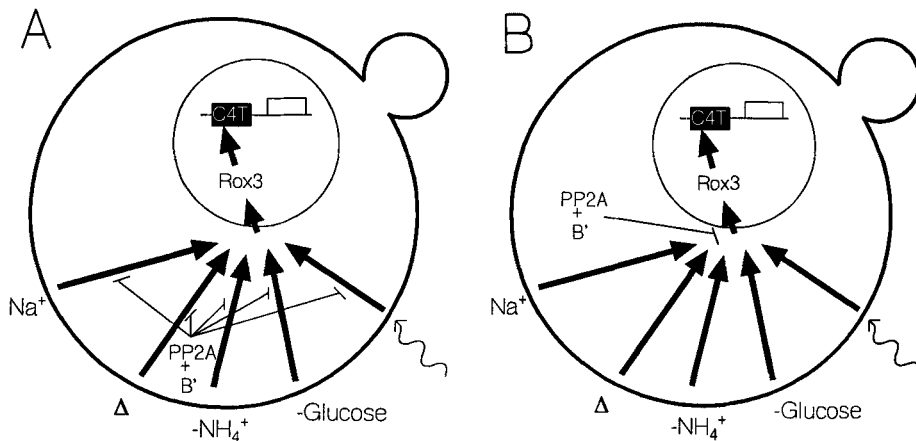 A
C4T
Rox3
Na⁺
PP2A
+
B'
Δ
-NH₄⁺
-Glucose
B
C4T
Rox3
PP2A
+
B'
Na⁺
Δ
-NH₄⁺
-Glucose